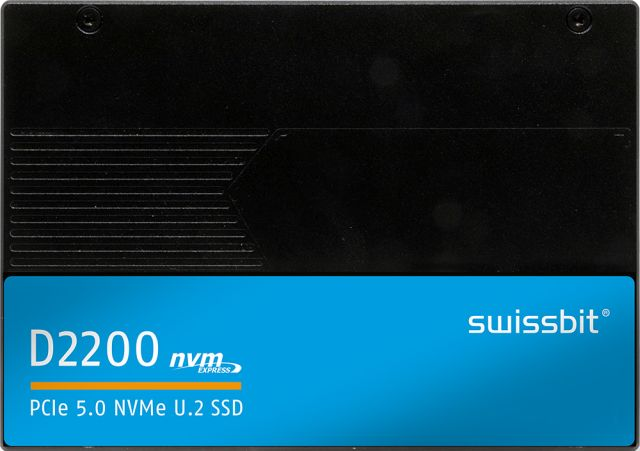 swissbit®
D2200 nvm
EXPRESS
PCIe 5.0 NVMe U.2 SSD